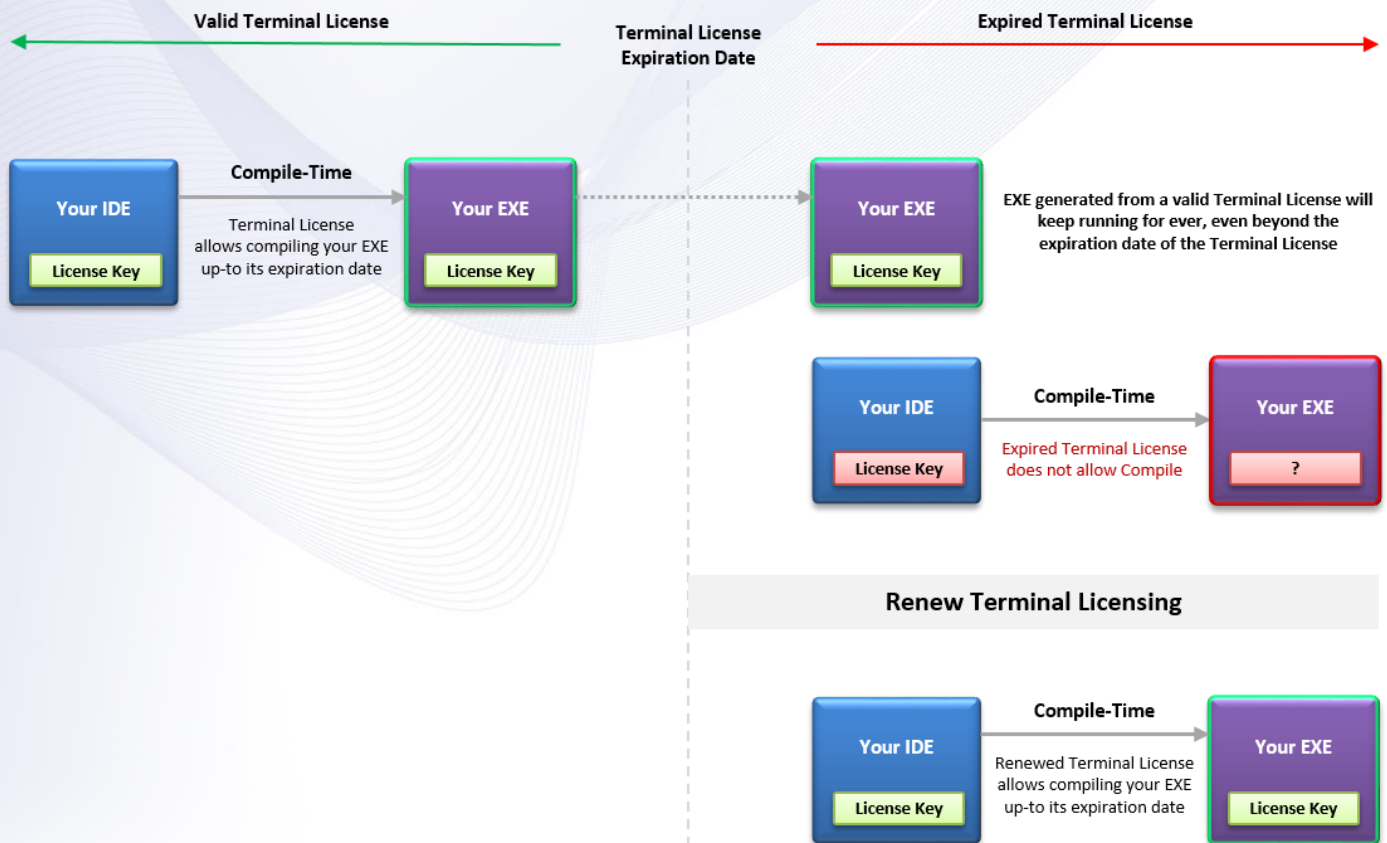 Valid Terminal License
Terminal License
Expiration Date
Expired Terminal License
Your IDE
License Key
Compile-Time
Terminal License
allows compiling your EXE
up-to its expiration date
Your EXE
License Key
Your EXE
License Key
EXE generated from a valid Terminal License will
keep running for ever, even beyond the
expiration date of the Terminal License
Your IDE
License Key
Compile-Time
Expired Terminal License
does not allow Compile
Your EXE
?
Renew Terminal Licensing
Your IDE
License Key
Compile-Time
Renewed Terminal License
allows compiling your EXE
up-to its expiration date
Your EXE
License Key